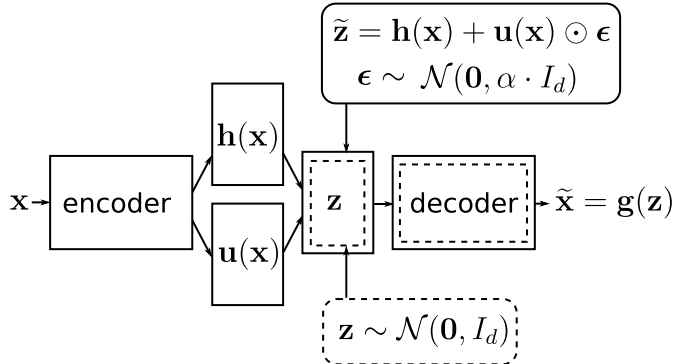 z̃ = h(x) + u(x) ⊙ ϵ
ϵ ∼ 𝒩(0, α · I_d)
h(x)
x
encoder
z
decoder
x̃ = g(z)
u(x)
z ∼ 𝒩(0, I_d)